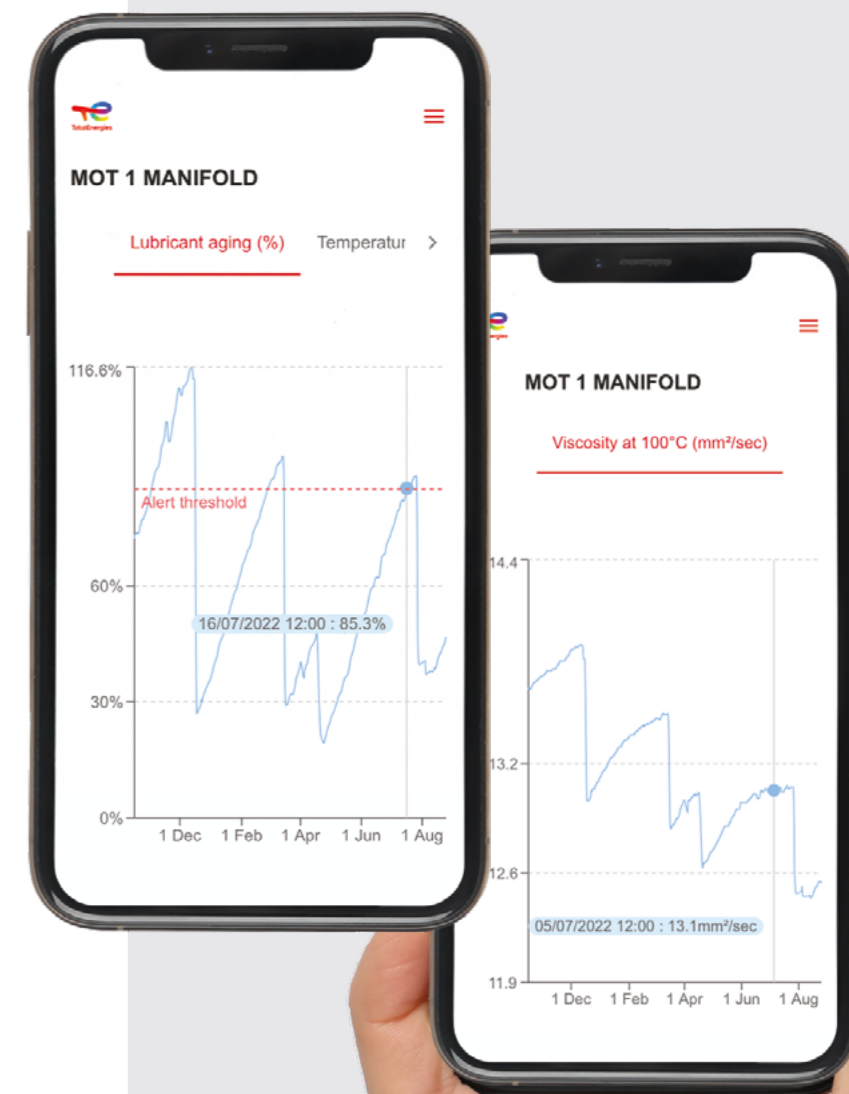 TotalEnergies
MOT 1 MANIFOLD
Lubricant aging (%) Temperatur
116.6%
Alert threshold
60%
16/07/2022 12:00 : 85.3%
30%
0%
1 Dec 1 Feb 1 Apr 1 Jun 1 Aug
ergies
MOT 1 MANIFOLD
Viscosity at 100°C (mm²/sec)
14.4
13.2
12.6
05/07/2022 12:00 : 13.1mm²/sec
11.9
1 Dec 1 Feb 1 Apr 1 Jun 1 Aug